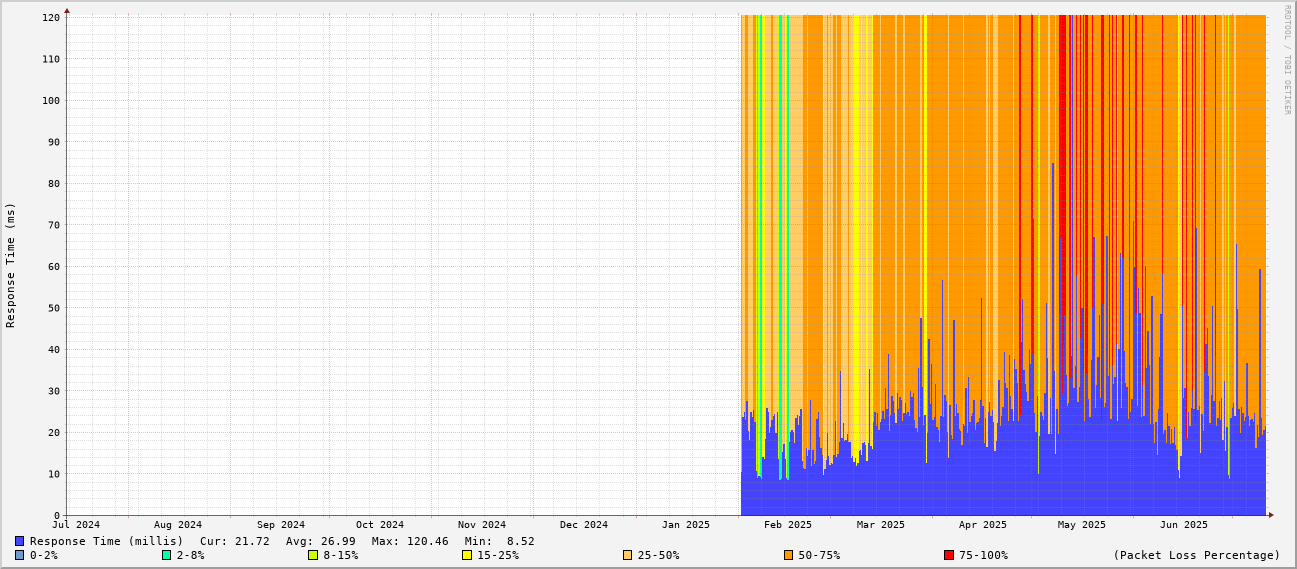 RRDTOOL / TOBI OETIKER
Response Time (ms)
120
110
100
90
80
70
60
50
40
30
20
10
0
Jul 2024 Aug 2024 Sep 2024 Oct 2024 Nov 2024 Dec 2024 Jan 2025 Feb 2025 Mar 2025 Apr 2025 May 2025 Jun 2025
Response Time (millis) Cur: 21.72 Avg: 26.99 Max: 120.46 Min: 8.52
0-2% 2-8% 8-15% 15-25% 25-50% 50-75% 75-100% (Packet Loss Percentage)